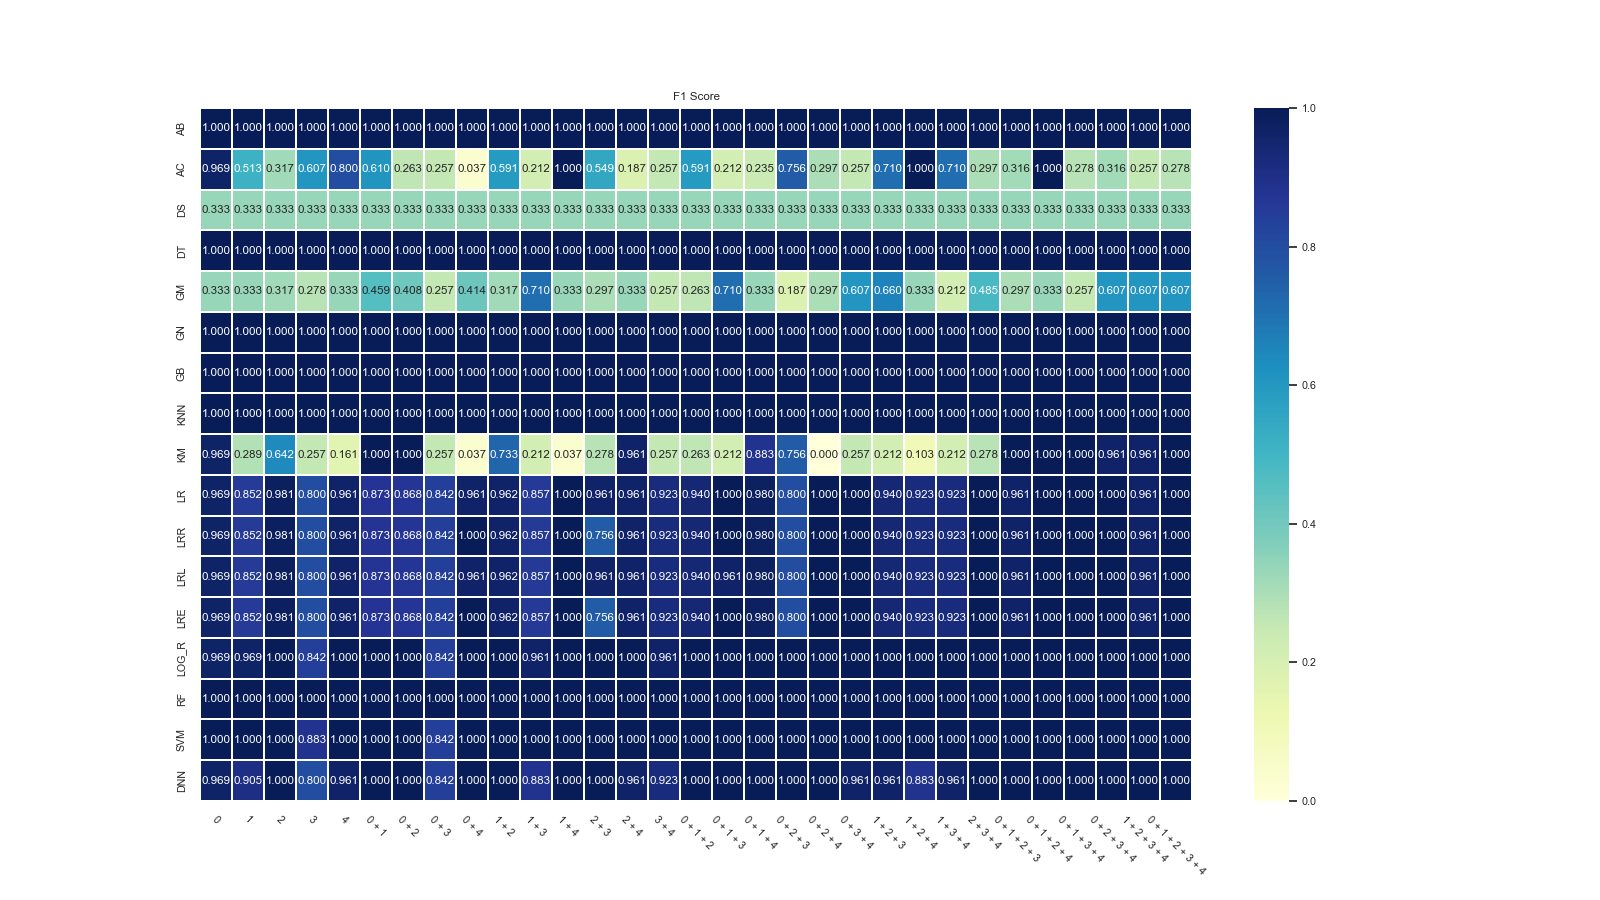 F1 Score
AB 1.000 1.000 1.000 1.000 1.000 1.000 1.000 1.000 1.000 1.000 1.000 1.000 1.000 1.000 1.000 1.000 1.000 1.000 1.000 1.000 1.000 1.000 1.000 1.000 1.000 1.000 1.000 1.000 1.000 1.000 1.000
AC 0.969 0.513 0.317 0.607 0.800 0.610 0.263 0.257 0.037 0.591 0.212 1.000 0.549 0.187 0.257 0.591 0.212 0.235 0.756 0.297 0.257 0.710 1.000 0.710 0.297 0.316 1.000 0.278 0.316 0.257 0.278
DS 0.333 0.333 0.333 0.333 0.333 0.333 0.333 0.333 0.333 0.333 0.333 0.333 0.333 0.333 0.333 0.333 0.333 0.333 0.333 0.333 0.333 0.333 0.333 0.333 0.333 0.333 0.333 0.333 0.333 0.333 0.333
DT 1.000 1.000 1.000 1.000 1.000 1.000 1.000 1.000 1.000 1.000 1.000 1.000 1.000 1.000 1.000 1.000 1.000 1.000 1.000 1.000 1.000 1.000 1.000 1.000 1.000 1.000 1.000 1.000 1.000 1.000 1.000
GM 0.333 0.333 0.317 0.278 0.333 0.459 0.408 0.257 0.414 0.317 0.710 0.333 0.297 0.333 0.257 0.263 0.710 0.333 0.187 0.297 0.607 0.660 0.333 0.212 0.485 0.297 0.333 0.257 0.607 0.607 0.607
GN 1.000 1.000 1.000 1.000 1.000 1.000 1.000 1.000 1.000 1.000 1.000 1.000 1.000 1.000 1.000 1.000 1.000 1.000 1.000 1.000 1.000 1.000 1.000 1.000 1.000 1.000 1.000 1.000 1.000 1.000 1.000
GB 1.000 1.000 1.000 1.000 1.000 1.000 1.000 1.000 1.000 1.000 1.000 1.000 1.000 1.000 1.000 1.000 1.000 1.000 1.000 1.000 1.000 1.000 1.000 1.000 1.000 1.000 1.000 1.000 1.000 1.000 1.000
KNN 1.000 1.000 1.000 1.000 1.000 1.000 1.000 1.000 1.000 1.000 1.000 1.000 1.000 1.000 1.000 1.000 1.000 1.000 1.000 1.000 1.000 1.000 1.000 1.000 1.000 1.000 1.000 1.000 1.000 1.000 1.000
KM 0.969 0.289 0.642 0.257 0.161 1.000 1.000 0.257 0.037 0.733 0.212 0.037 0.278 0.961 0.257 0.263 0.212 0.883 0.756 0.000 0.257 0.212 0.103 0.212 0.278 1.000 1.000 1.000 0.961 0.961 1.000
LR 0.969 0.852 0.981 0.800 0.961 0.873 0.868 0.842 0.961 0.962 0.857 1.000 0.961 0.961 0.923 0.940 1.000 0.980 0.800 1.000 1.000 0.940 0.923 0.923 1.000 0.961 1.000 1.000 1.000 0.961 1.000
LRR 0.969 0.852 0.981 0.800 0.961 0.873 0.868 0.842 1.000 0.962 0.857 1.000 0.756 0.961 0.923 0.940 1.000 0.980 0.800 1.000 1.000 0.940 0.923 0.923 1.000 0.961 1.000 1.000 1.000 0.961 1.000
LRL 0.969 0.852 0.981 0.800 0.961 0.873 0.868 0.842 0.961 0.962 0.857 1.000 0.961 0.961 0.923 0.940 0.961 0.980 0.800 1.000 1.000 0.940 0.923 0.923 1.000 0.961 1.000 1.000 1.000 0.961 1.000
LRE 0.969 0.852 0.981 0.800 0.961 0.873 0.868 0.842 1.000 0.962 0.857 1.000 0.756 0.961 0.923 0.940 1.000 0.980 0.800 1.000 1.000 0.940 0.923 0.923 1.000 0.961 1.000 1.000 1.000 0.961 1.000
LOG_R 0.969 0.969 1.000 0.842 1.000 1.000 1.000 0.842 1.000 1.000 0.961 1.000 1.000 1.000 0.961 1.000 1.000 1.000 1.000 1.000 1.000 1.000 1.000 1.000 1.000 1.000 1.000 1.000 1.000 1.000 1.000
RF 1.000 1.000 1.000 1.000 1.000 1.000 1.000 1.000 1.000 1.000 1.000 1.000 1.000 1.000 1.000 1.000 1.000 1.000 1.000 1.000 1.000 1.000 1.000 1.000 1.000 1.000 1.000 1.000 1.000 1.000 1.000
SVM 1.000 1.000 1.000 0.883 1.000 1.000 1.000 0.842 1.000 1.000 1.000 1.000 1.000 1.000 1.000 1.000 1.000 1.000 1.000 1.000 1.000 1.000 1.000 1.000 1.000 1.000 1.000 1.000 1.000 1.000 1.000
DNN 0.969 0.905 1.000 0.800 0.961 1.000 1.000 0.842 1.000 1.000 0.883 1.000 1.000 0.961 0.923 1.000 1.000 1.000 1.000 1.000 0.961 0.961 0.883 0.961 1.000 1.000 1.000 1.000 1.000 1.000 1.000
0
1
2
3
4
0 + 1
0 + 2
0 + 3
0 + 4
1 + 2
1 + 3
1 + 4
2 + 3
2 + 4
3 + 4
0 + 1 + 2
0 + 1 + 3
0 + 1 + 4
0 + 2 + 3
0 + 2 + 4
0 + 3 + 4
1 + 2 + 3
1 + 2 + 4
1 + 3 + 4
2 + 3 + 4
0 + 1 + 2 + 3
0 + 1 + 2 + 4
0 + 1 + 3 + 4
0 + 2 + 3 + 4
1 + 2 + 3 + 4
0 + 1 + 2 + 3 + 4
1.0
0.8
0.6
0.4
0.2
0.0